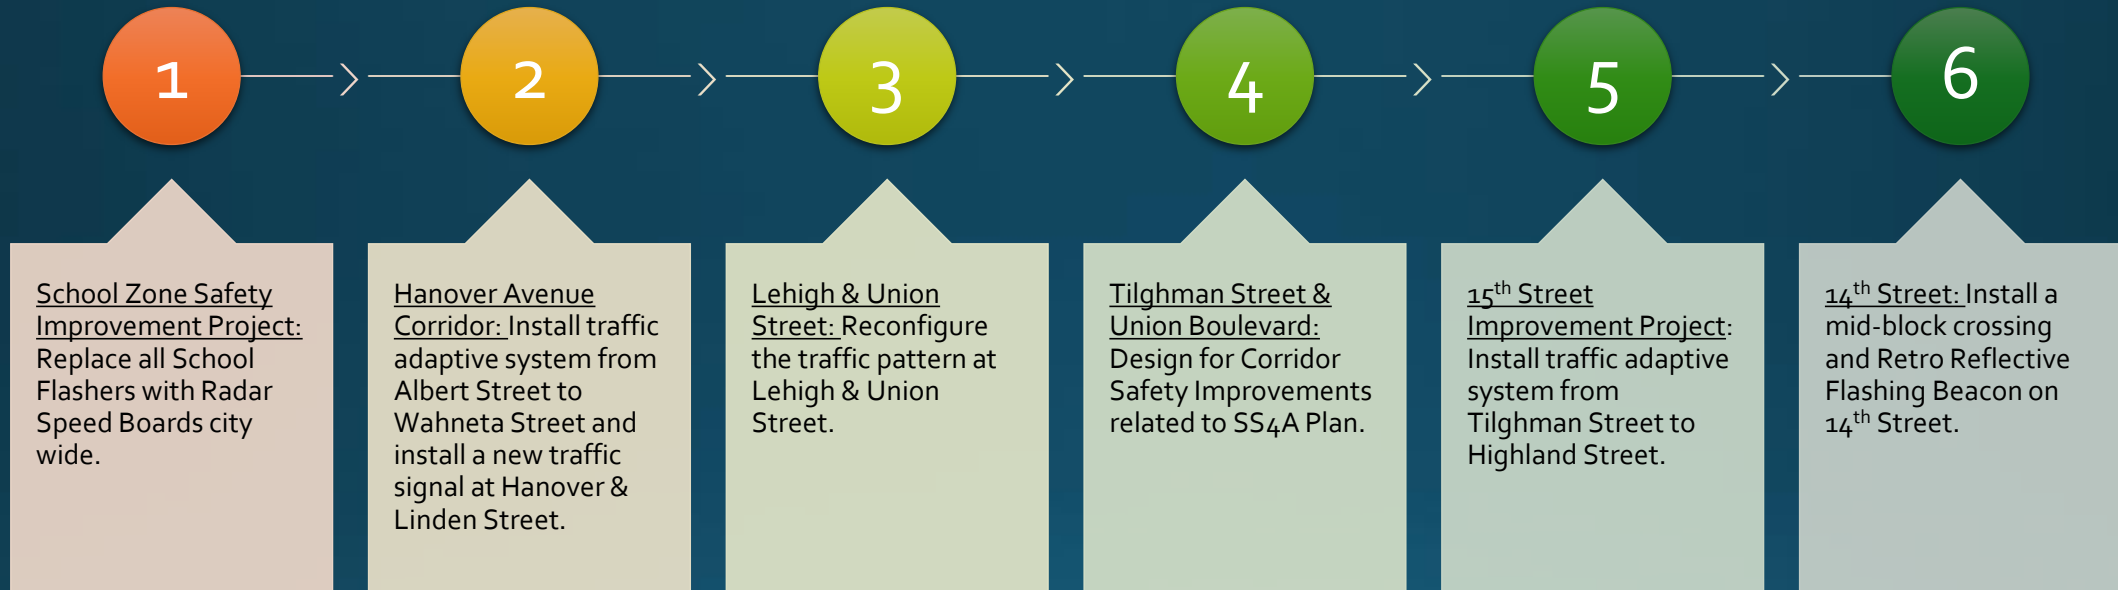 1
School Zone Safety
Improvement Project:
Replace all School
Flashers with Radar
Speed Boards city
wide.
2
Hanover Avenue
Corridor: Install traffic
adaptive system from
Albert Street to
Wahneta Street and
install a new traffic
signal at Hanover &
Linden Street.
3
Lehigh & Union
Street: Reconfigure
the traffic pattern at
Lehigh & Union
Street.
4
Tilghman Street &
Union Boulevard:
Design for Corridor
Safety Improvements
related to SS4A Plan.
5
15th Street
Improvement Project:
Install traffic adaptive
system from
Tilghman Street to
Highland Street.
6
14th Street: Install a
mid-block crossing
and Retro Reflective
Flashing Beacon on
14th Street.